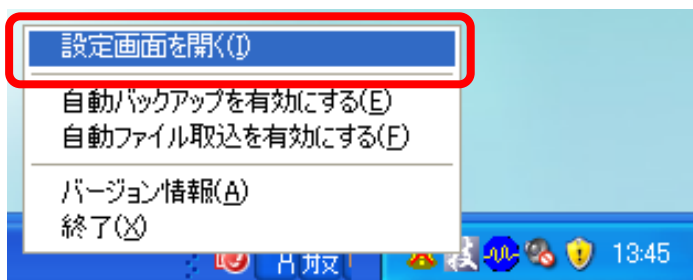 設定画面を開く(I)
自動バックアップを有効にする(E)
自動ファイル取込を有効にする(F)
バージョン情報(A)
終了(X)
13:45